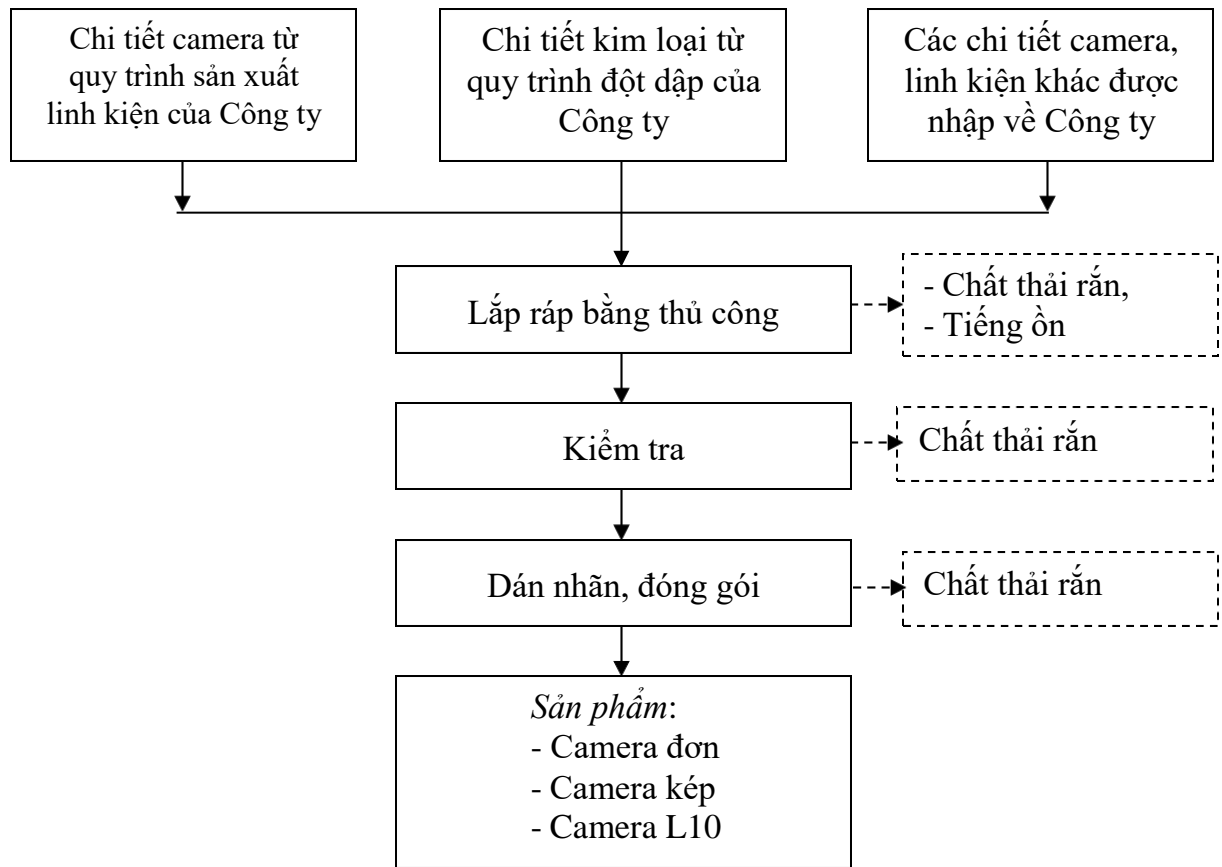 Chi tiết camera từ
quy trình sản xuất
linh kiện của Công ty
Chi tiết kim loại từ
quy trình đột dập của
Công ty
Các chi tiết camera,
linh kiện khác được
nhập về Công ty
Lắp ráp bằng thủ công
- Chất thải rắn,
- Tiếng ồn
Kiểm tra
Chất thải rắn
Dán nhãn, đóng gói
Chất thải rắn
Sản phẩm:
- Camera đơn
- Camera kép
- Camera L10